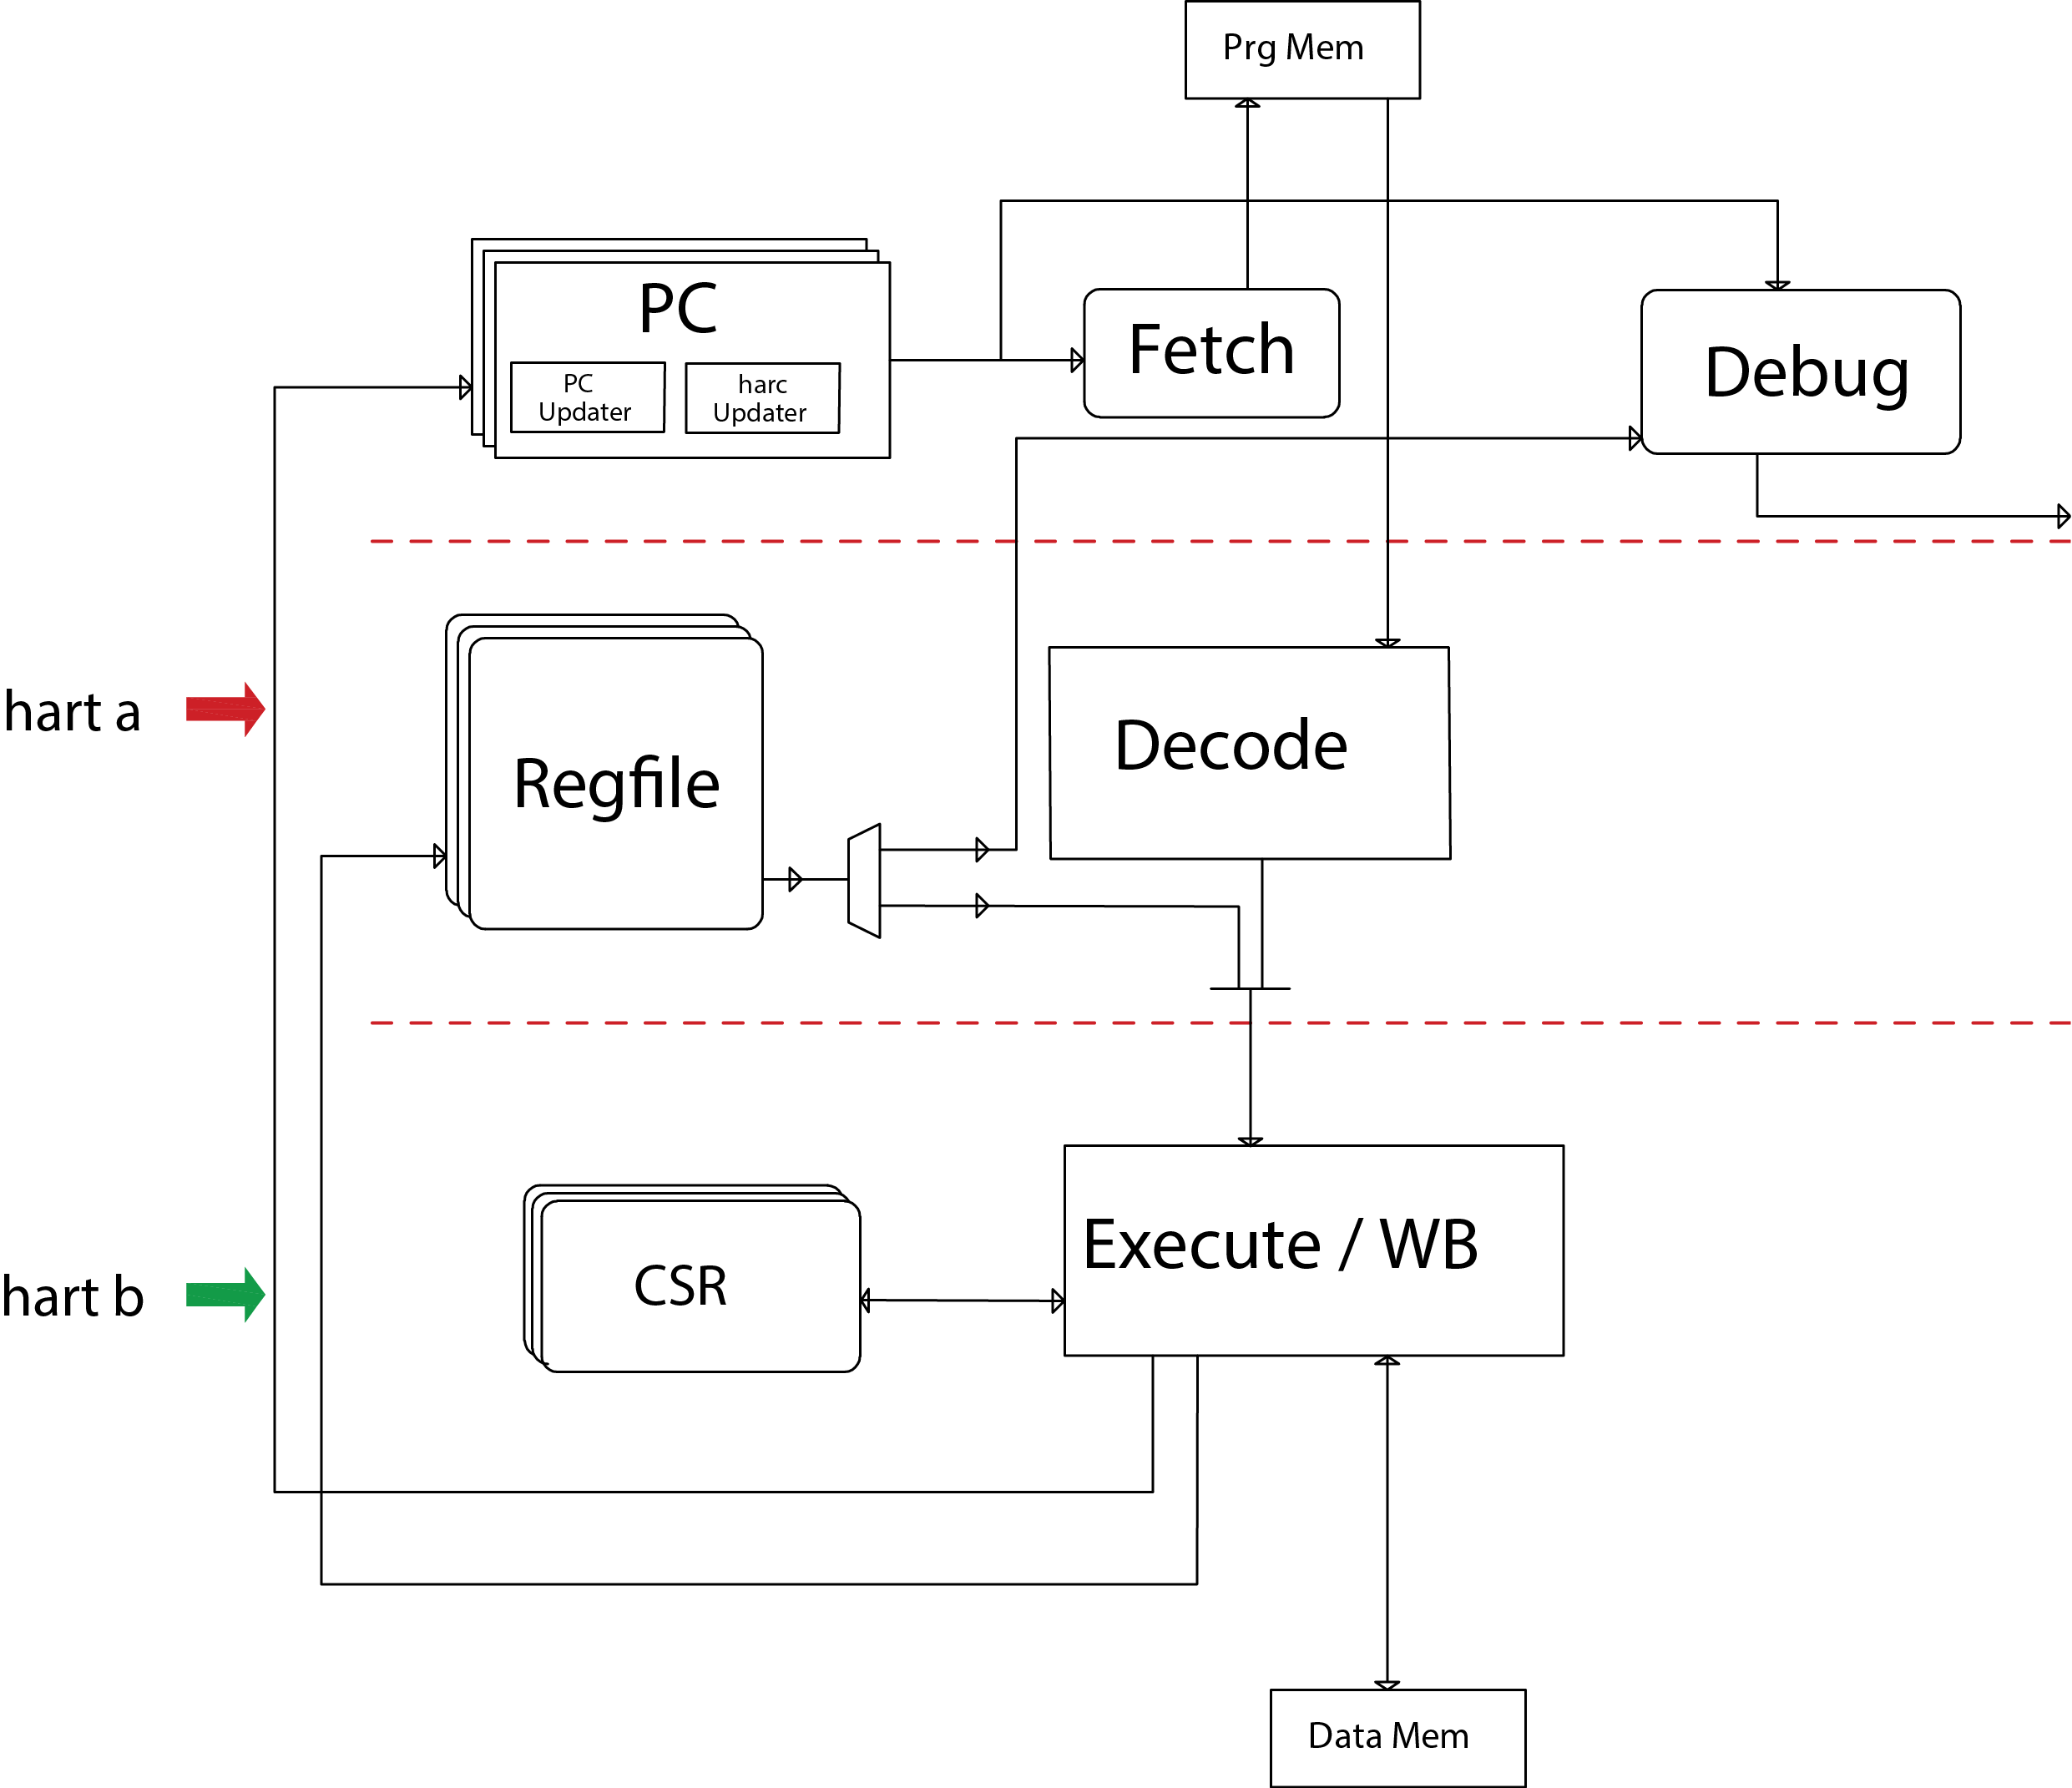 Prg Mem
PC
PC
Updater
harc
Updater
Fetch
Debug
hart a
Regfile
Decode
hart b
CSR
Execute / WB
Data Mem